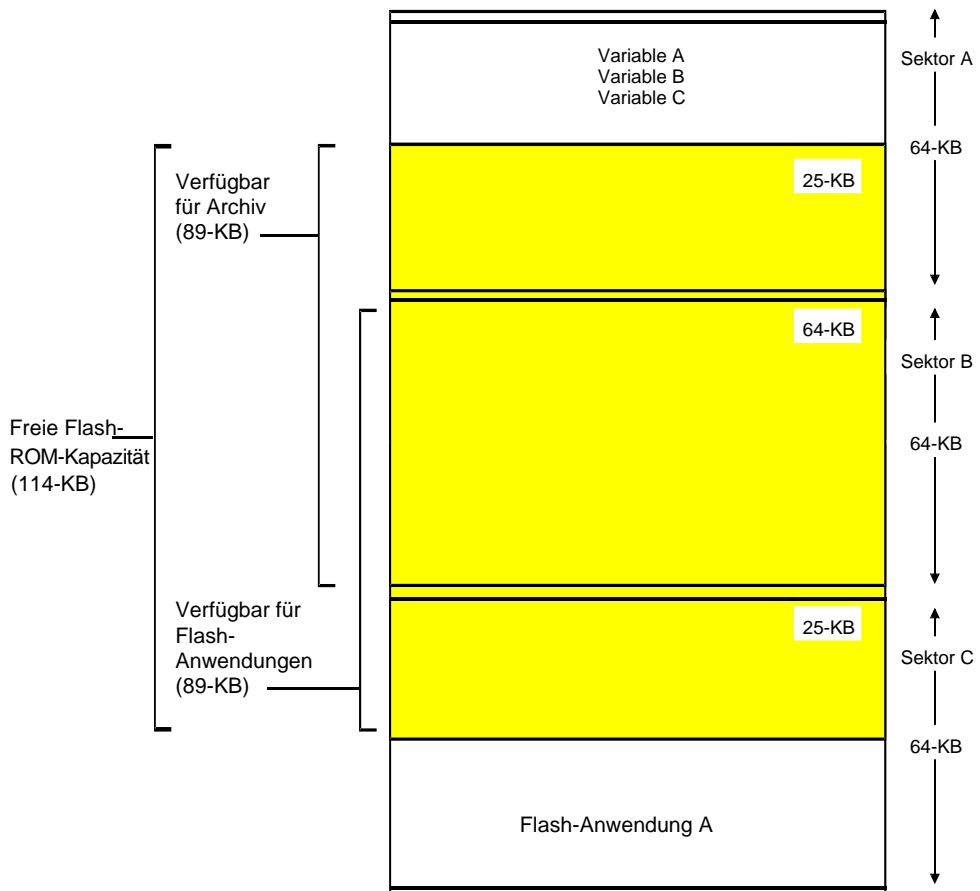 Variable A
Variable B
Variable C
Sektor A
64-KB
Verfügbar
für Archiv
(89-KB)
25-KB
64-KB
Sektor B
64-KB
Freie Flash-
ROM-Kapazität
(114-KB)
Verfügbar für
Flash-
Anwendungen
(89-KB)
25-KB
Sektor C
64-KB
Flash-Anwendung A